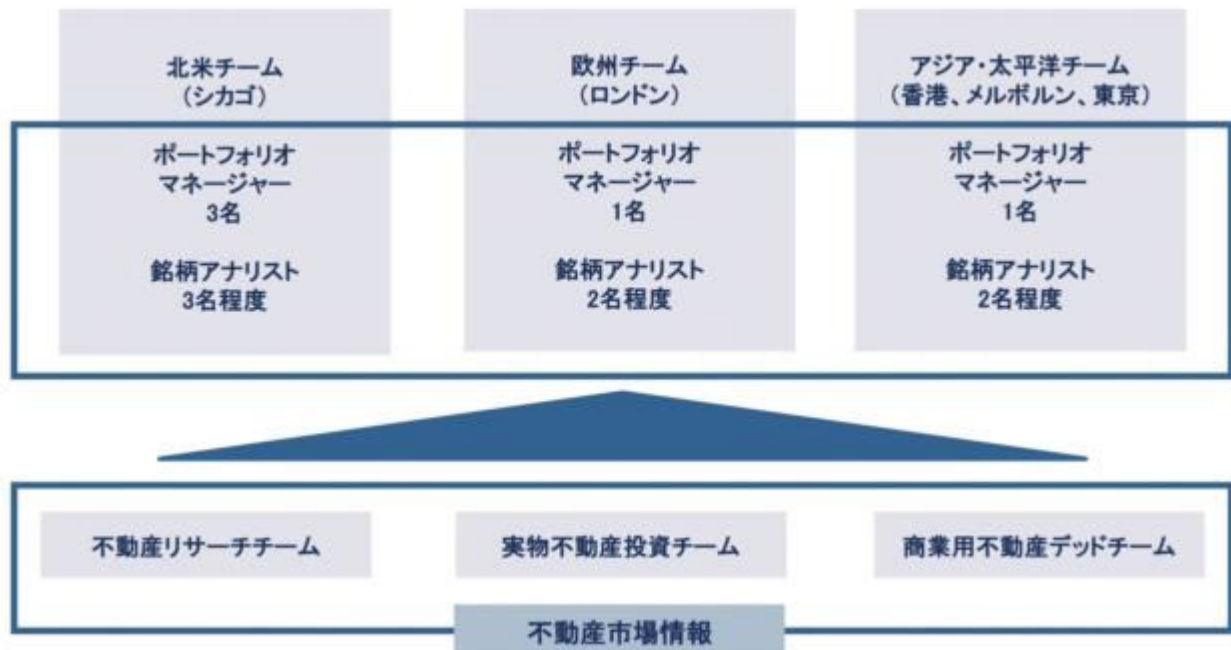 北米チーム
(シカゴ)
ポートフォリオ
マネージャー
3名
銘柄アナリスト
3名程度
欧州チーム
(ロンドン)
ポートフォリオ
マネージャー
1名
銘柄アナリスト
2名程度
アジア・太平洋チーム
(香港、メルボルン、東京)
ポートフォリオ
マネージャー
1名
銘柄アナリスト
2名程度
不動産リサーチチーム
実物不動産投資チーム
商業用不動産デッドチーム
不動産市場情報